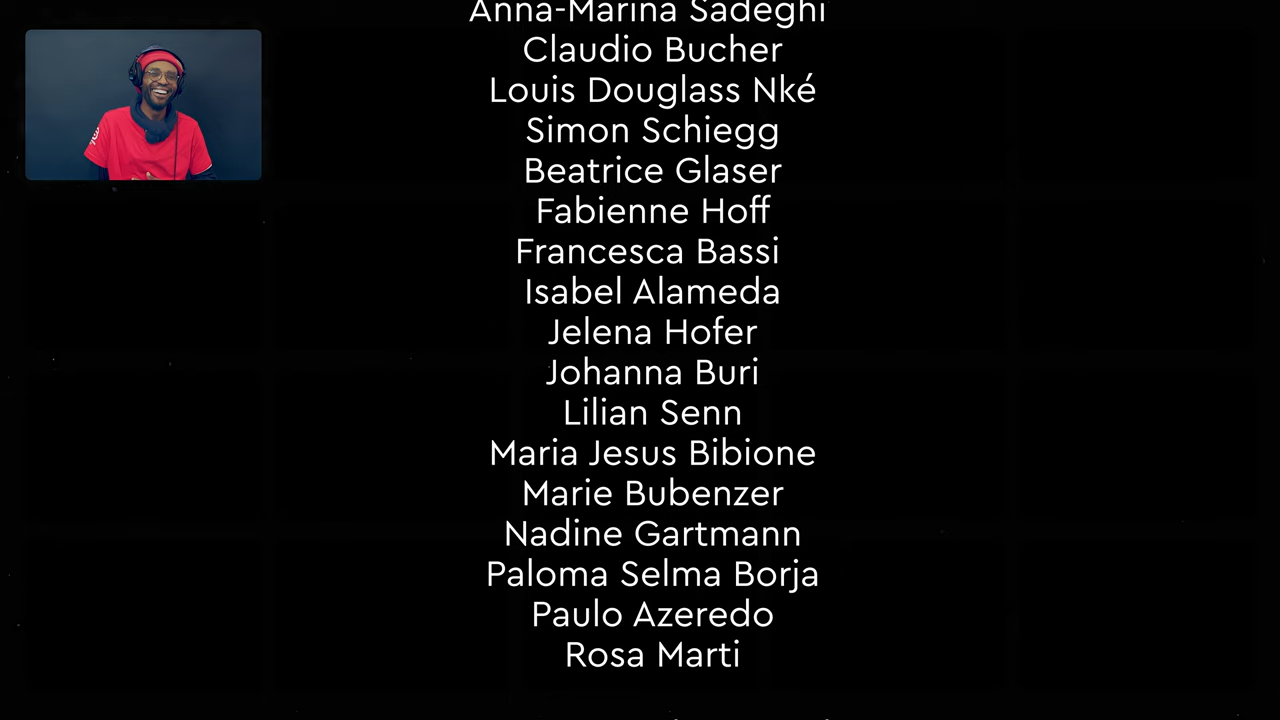 Anna-Marina Sadeghi
Claudio Bucher
Louis Douglass Nké
Simon Schiegg
Beatrice Glaser
Fabienne Hoff
Francesca Bassi
Isabel Alameda
Jelena Hofer
Johanna Buri
Lilian Senn
Maria Jesus Bibione
Marie Bubenzer
Nadine Gartmann
Paloma Selma Borja
Paulo Azeredo
Rosa Marti